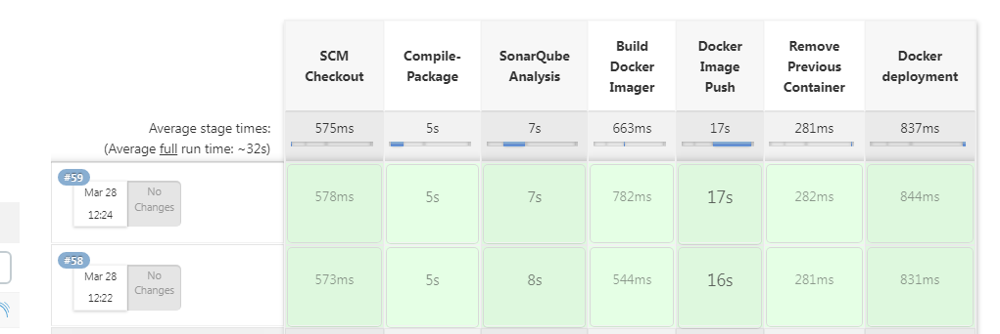 SCM Checkout
Compile-Package
SonarQube Analysis
Build Docker Imager
Docker Image Push
Remove Previous Container
Docker deployment
Average stage times:
(Average full run time: ~32s)
575ms
5s
7s
663ms
17s
281ms
837ms
#59
Mar 28
12:24
No
Changes
578ms
5s
7s
782ms
17s
282ms
844ms
#58
Mar 28
12:22
No
Changes
573ms
5s
8s
544ms
16s
281ms
831ms